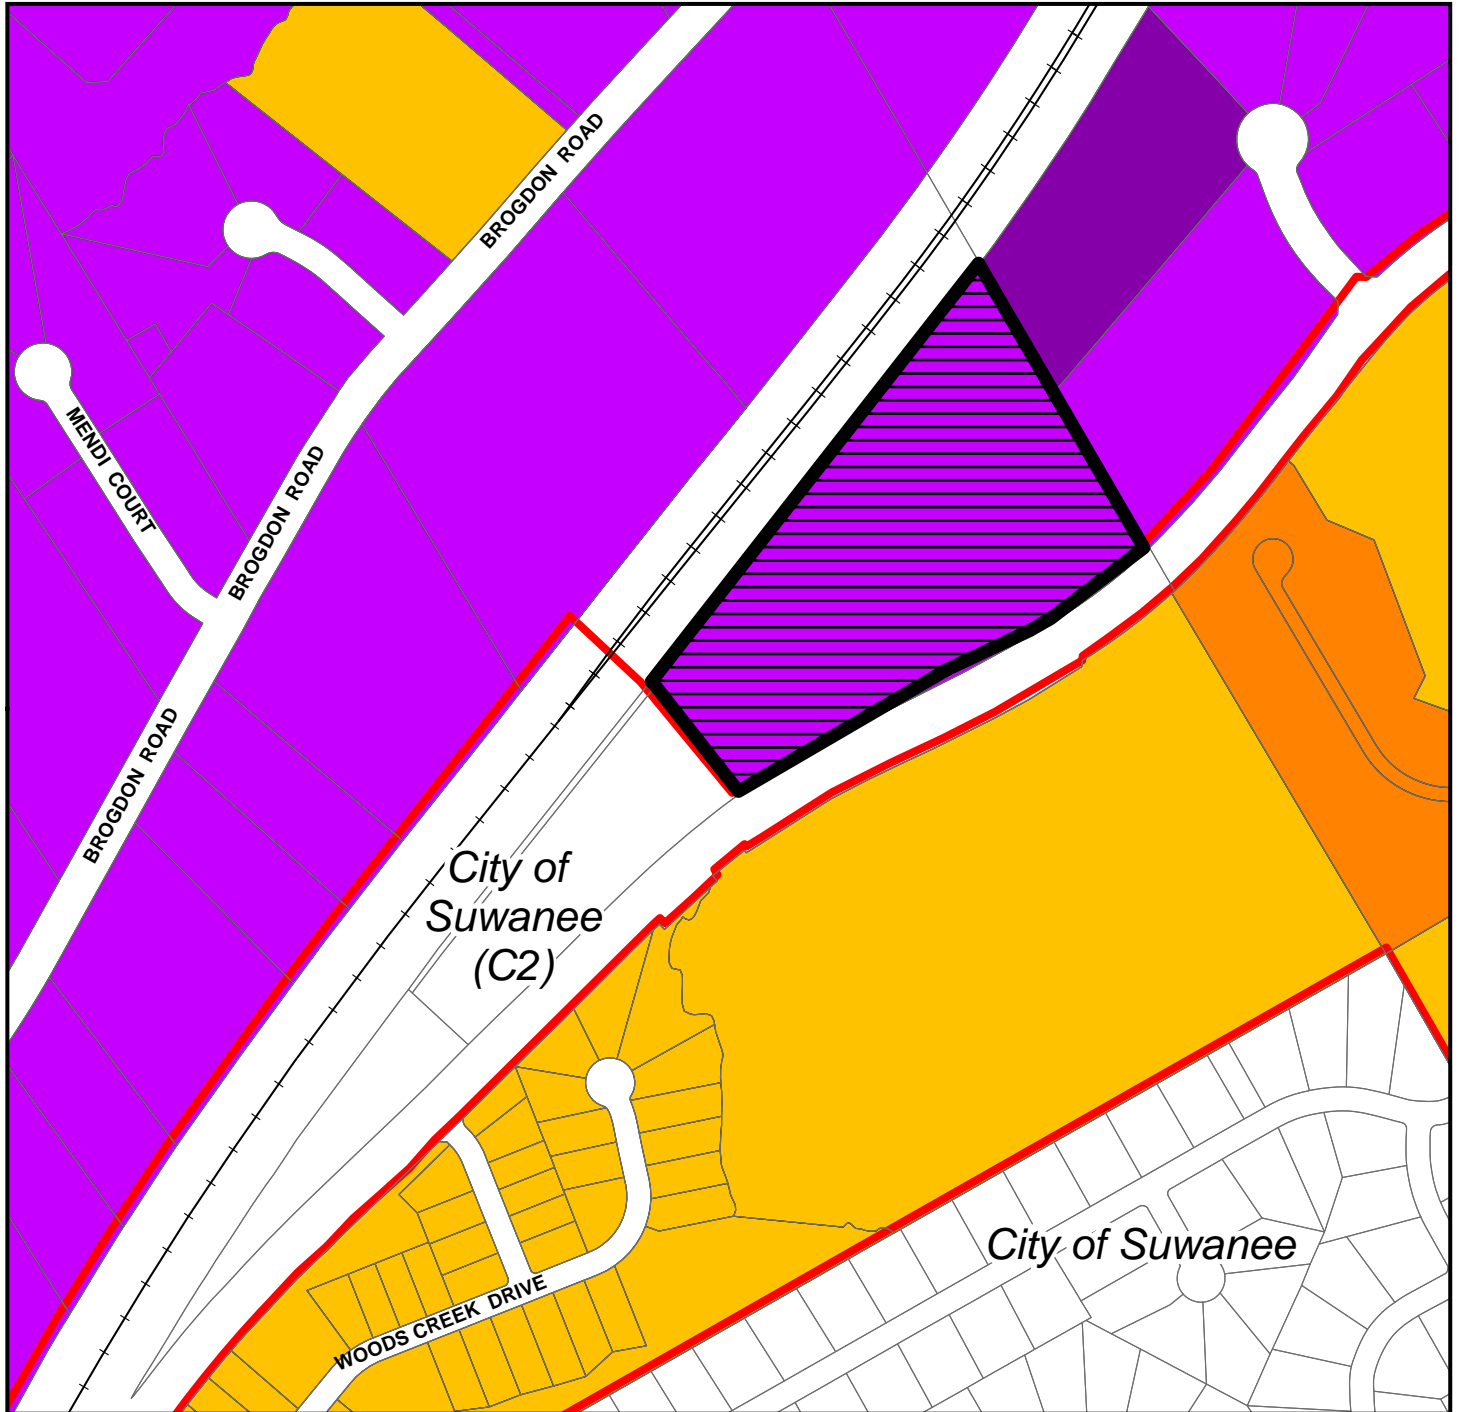 BROGDON ROAD
MENDI COURT
BROGDON ROAD
BROGDON ROAD
City of
Suwanee
(C2)
City of Suwanee
WOODS CREEK DRIVE